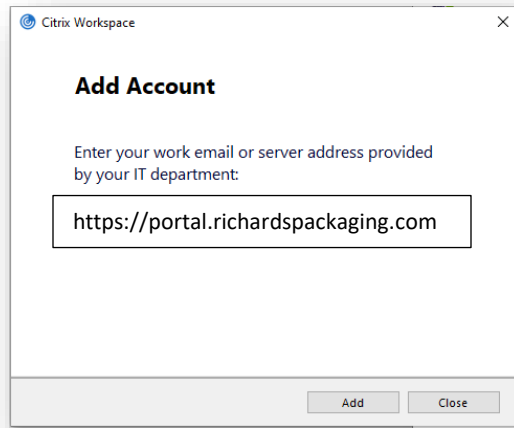 Citrix Workspace
Add Account
Enter your work email or server address provided
by your IT department:
https://portal.richardspackaging.com
Add Close